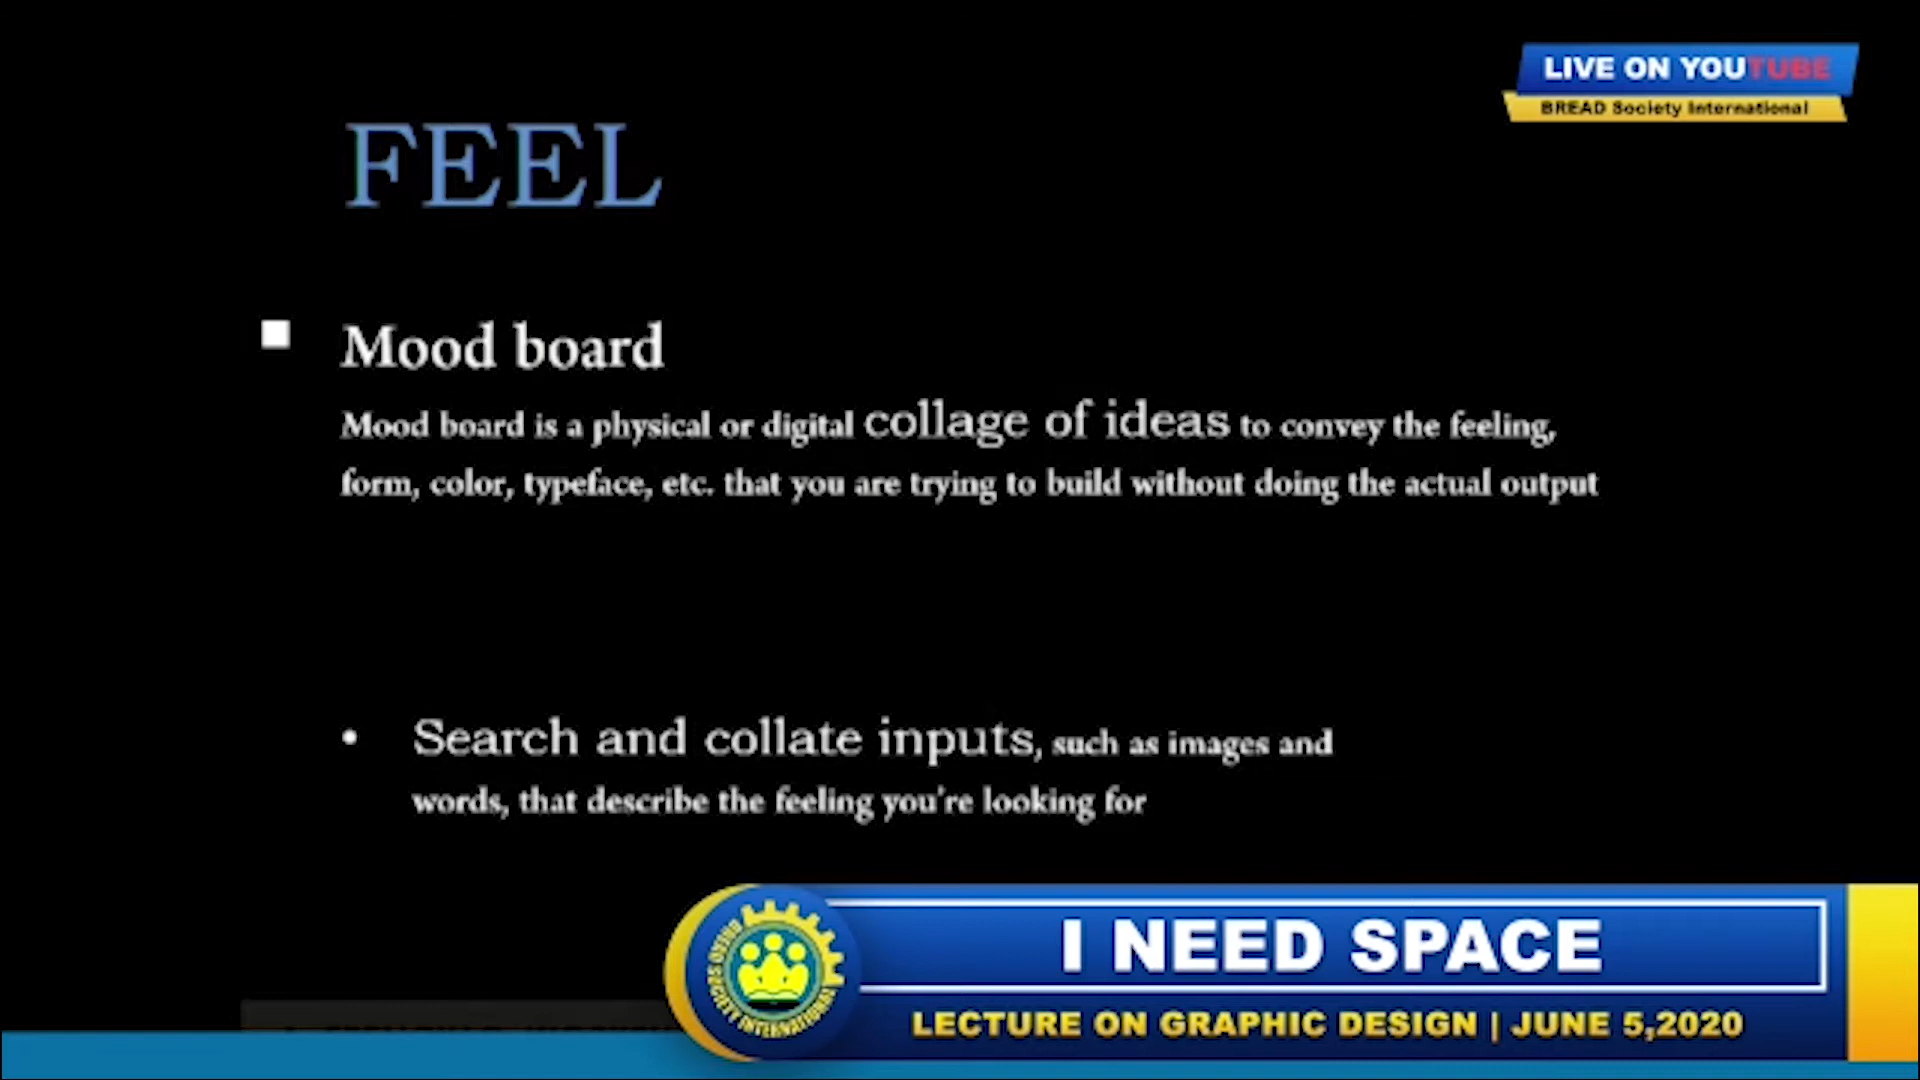 LIVE ON YOUTUBE
BREAD Society International
FEEL
Mood board
Mood board is a physical or digital collage of ideas to convey the feeling,
form, color, typeface, etc. that you are trying to build without doing the actual output
Search and collate inputs, such as images and
words, that describe the feeling you're looking for
I NEED SPACE
BREAD SOCIETY INTERNATIONAL
LECTURE ON GRAPHIC DESIGN | JUNE 5,2020